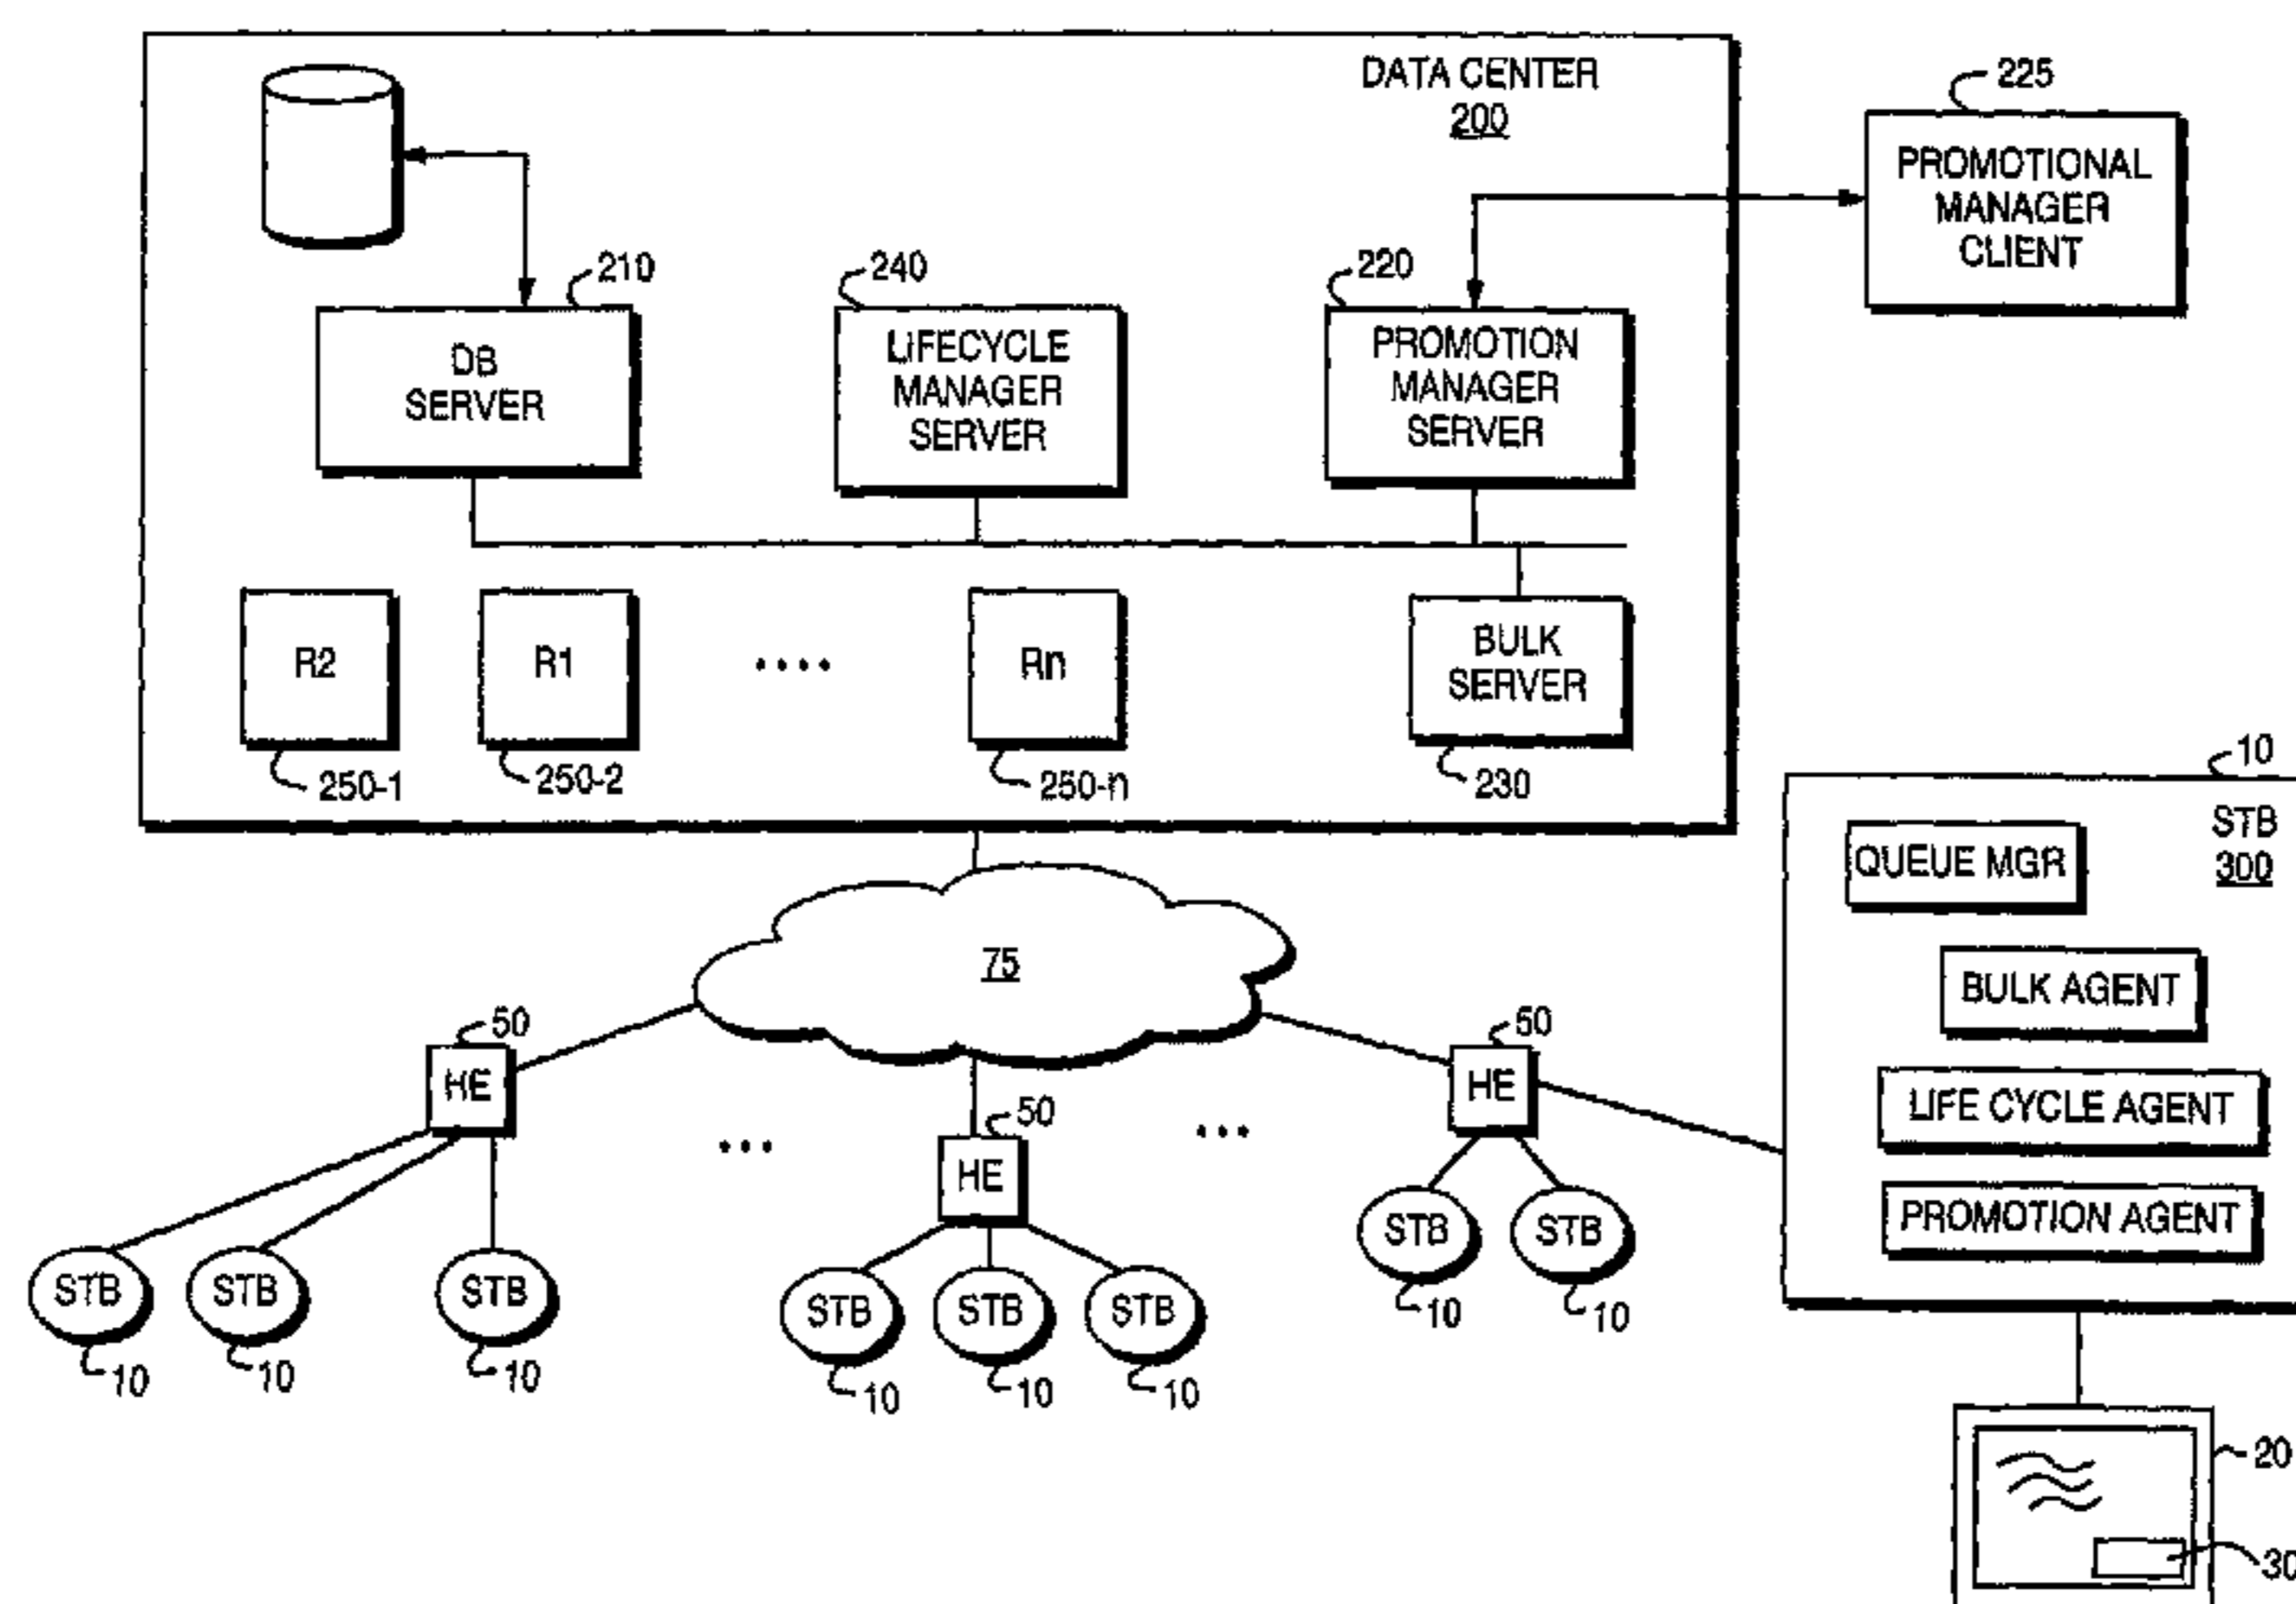 DATA CENTER
200
225
PROMOTIONAL
MANAGER
CLIENT
210
DB
SERVER
240
LIFECYCLE
MANAGER
SERVER
220
PROMOTION
MANAGER
SERVER
R2
250-1
R1
250-2
Rn
250-n
BULK
SERVER
230
10
STB
300
QUEUE MGR
BULK AGENT
LIFE CYCLE AGENT
PROMOTION AGENT
75
50
HE
50
HE
50
HE
STB
10
STB
10
STB
10
STB
10
STB
10
STB
10
STB
10
STB
10
20
30